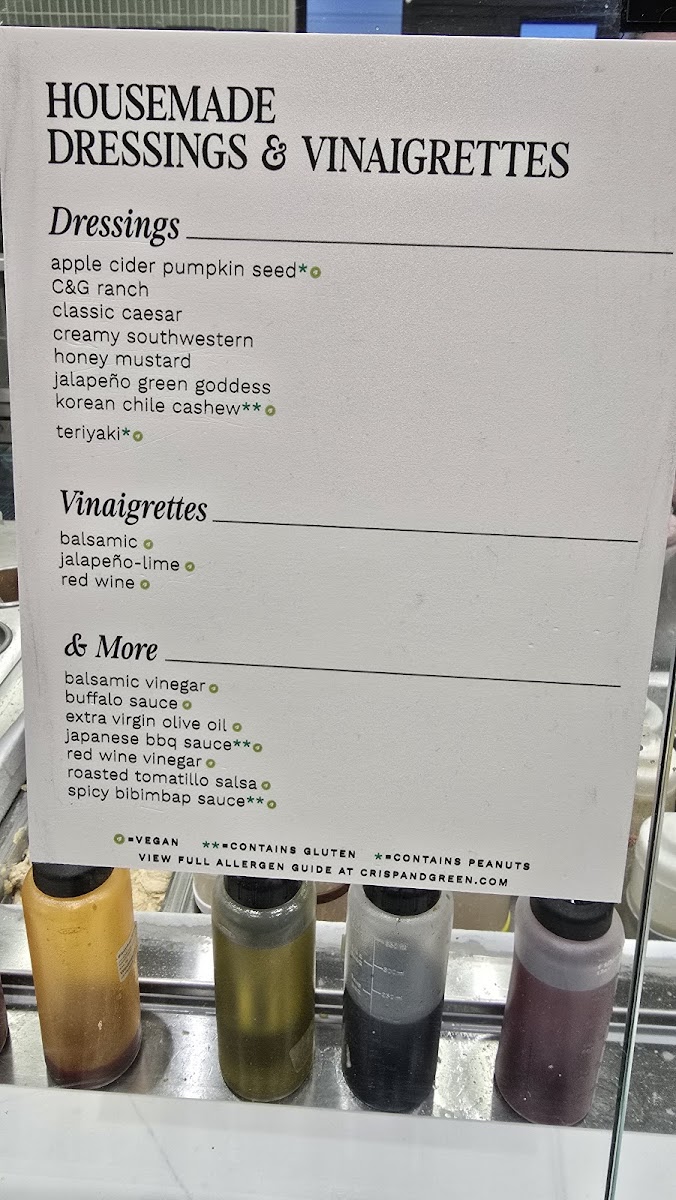 HOUSEMADE
DRESSINGS & VINAIGRETTES
Dressings
apple cider pumpkin seed*
C&G ranch
classic caesar
creamy southwestern
honey mustard
jalapeño green goddess
korean chile cashew**
teriyaki*
Vinaigrettes
balsamic
jalapeño-lime
red wine
& More
balsamic vinegar
buffalo sauce
extra virgin olive oil
japanese bbq sauce**
red wine vinegar
roasted tomatillo salsa
spicy bibimbap sauce**
=VEGAN **=CONTAINS GLUTEN *=CONTAINS PEANUTS
VIEW FULL ALLERGEN GUIDE AT CRISPANDGREEN.COM